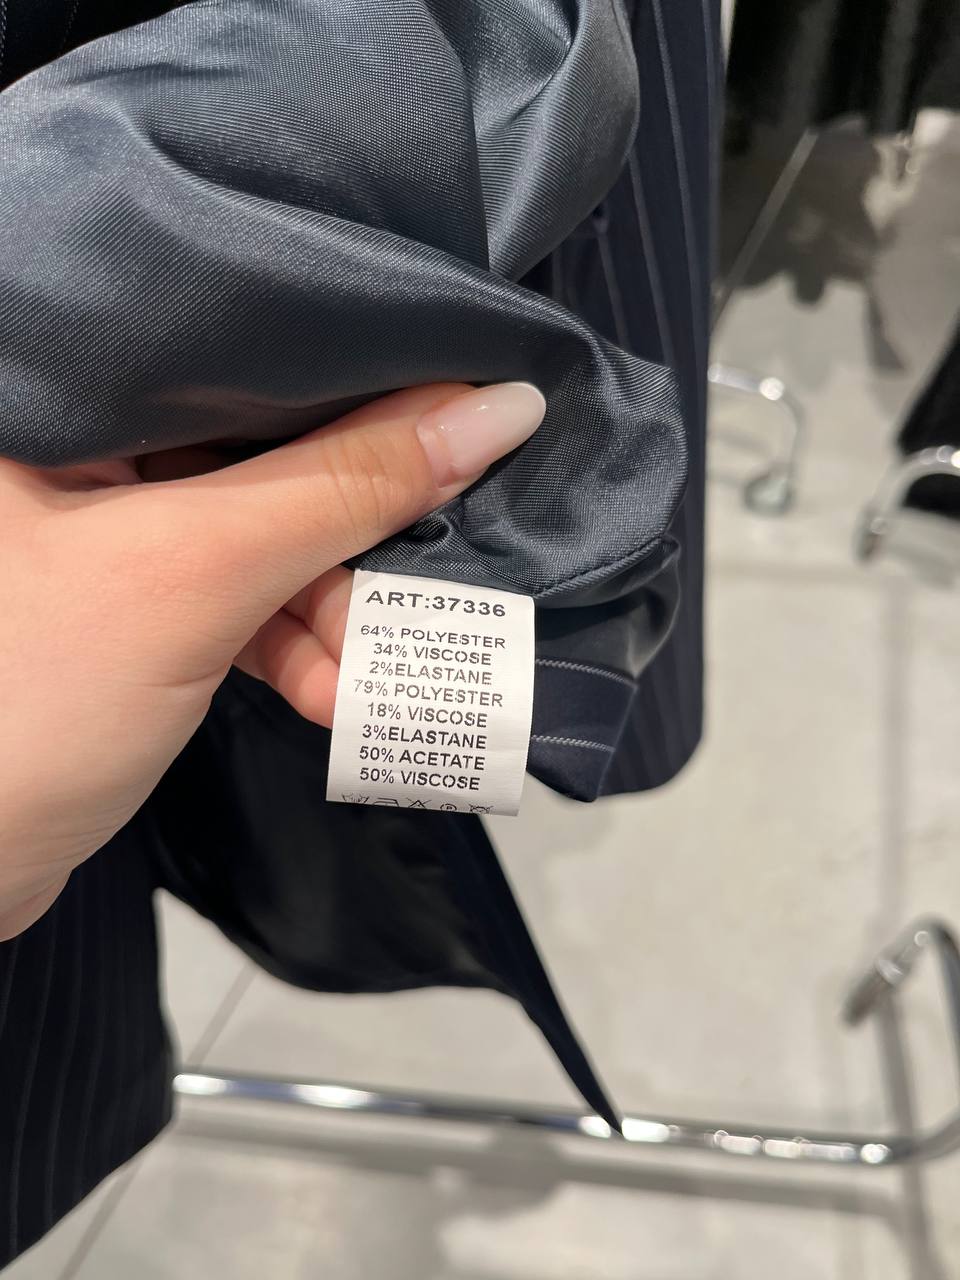 ART:37336
64% POLYESTER
34% VISCOSE
2%ELASTANE
79% POLYESTER
18% VISCOSE
3%ELASTANE
50% ACETATE
50% VISCOSE